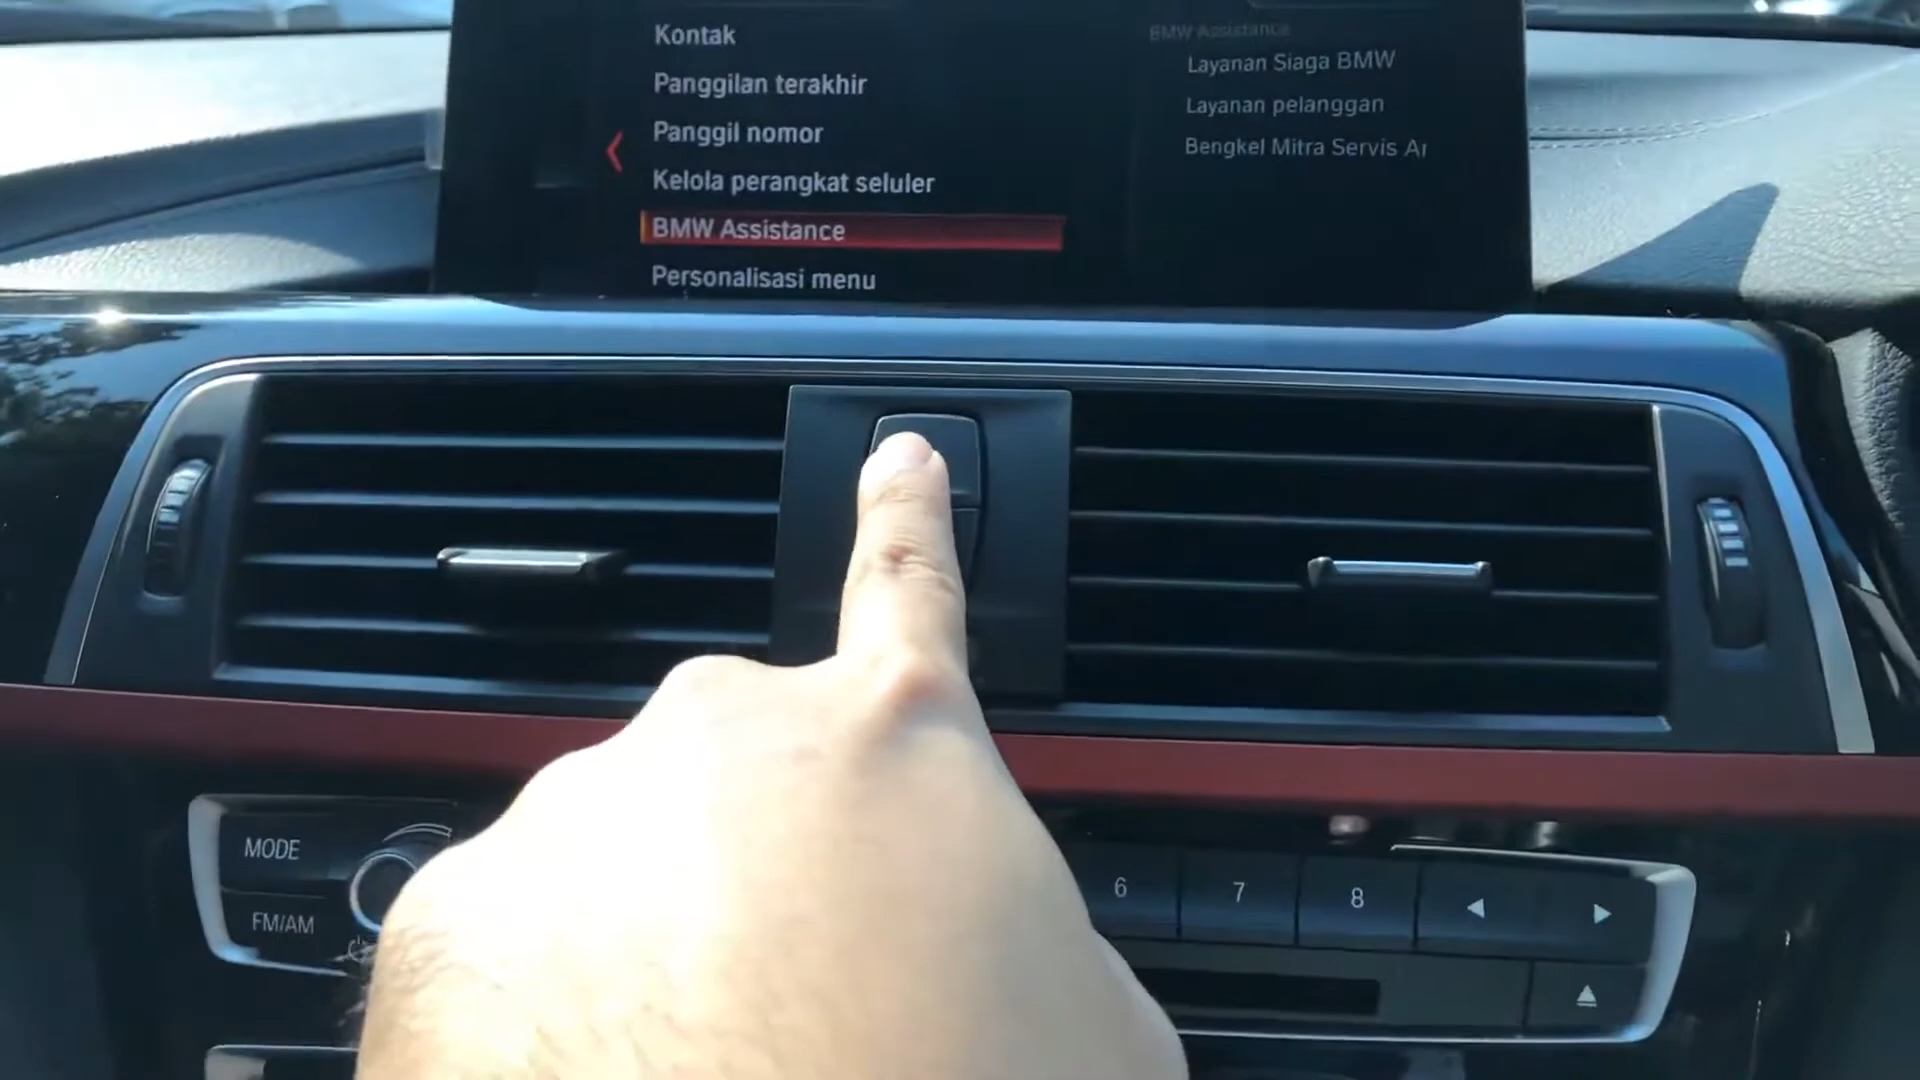 Kontak
Panggilan terakhir
Panggil nomor
Kelola perangkat seluler
BMW Assistance
Personalisasi menu
BMW Assistance
Layanan Siaga BMW
Layanan pelanggan
Bengkel Mitra Servis
MODE
FM/AM
6
7
8